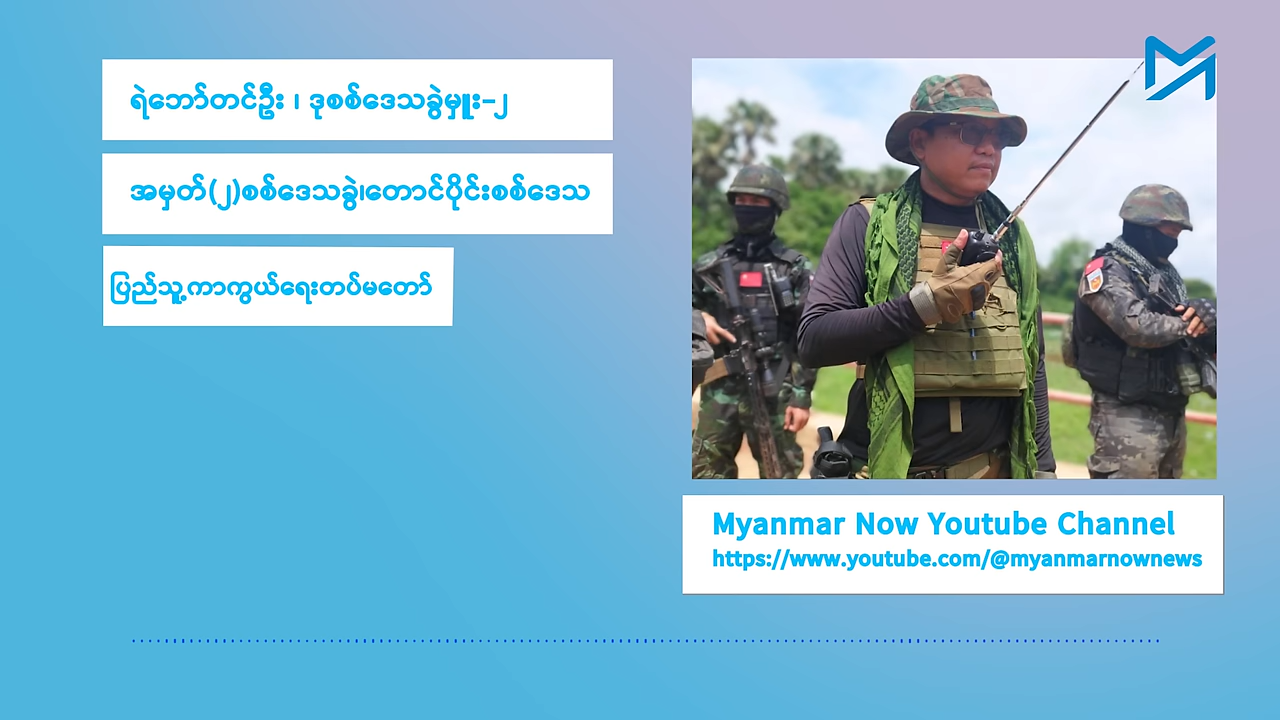 ရဲဘော်တင်ဦး ၊ ဒုစစ်ဒေသခွဲမှူး-၂
အမှတ်(၂)စစ်ဒေသခွဲ၊တောင်ပိုင်းစစ်ဒေသ
ပြည်သူ့ကာကွယ်ရေးတပ်မတော်
Myanmar Now Youtube Channel
https://www.youtube.com/@myanmarnownews